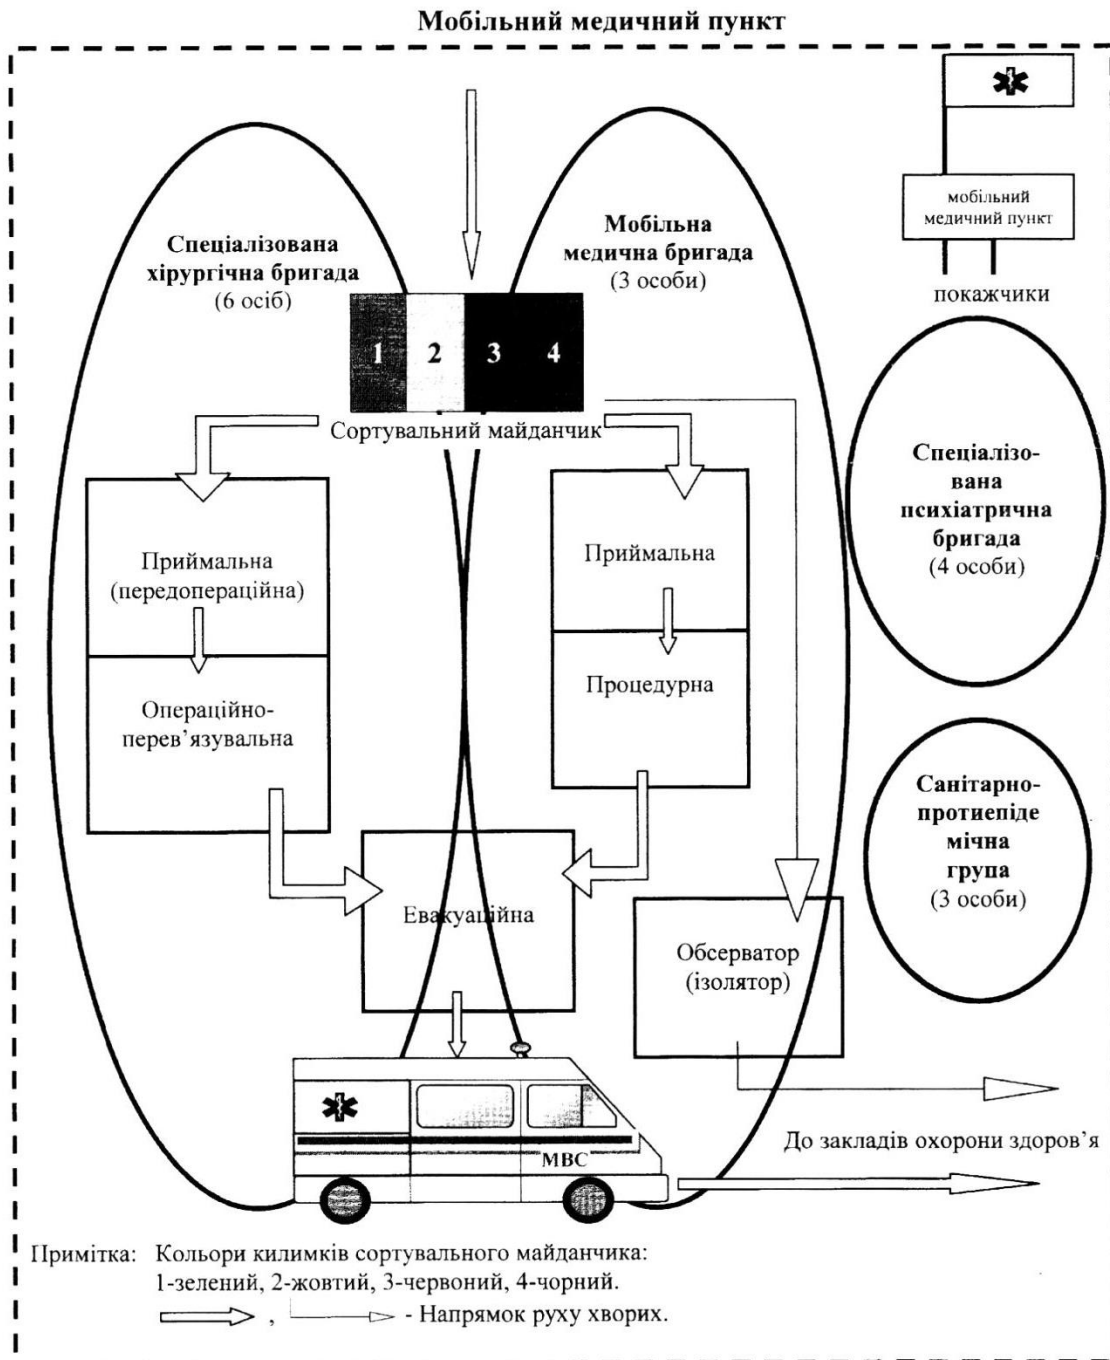 Мобільний медичний пункт
мобільний
медичний пункт
покажчики
Спеціалізована
хірургічна бригада
(6 осіб)
Мобільна
медична бригада
(3 особи)
1 2 3 4
Сортувальний майданчик
Спеціалізо-
вана
психіатрична
бригада
(4 особи)
Приймальна
(передопераційна)
Приймальна
Операційно-
перев’язувальна
Процедурна
Санітарно-
протиепіде
мічна
група
(3 особи)
Евакуаційна
Обсерватор
(ізолятор)
МВС
До закладів охорони здоров’я
Примітка: Кольори килимків сортувального майданчика:
1-зелений, 2-жовтий, 3-червоний, 4-чорний.
, - Напрямок руху хворих.